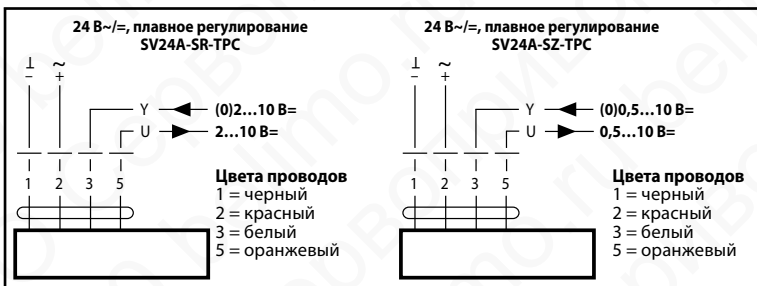 24 В~/=, плавное регулирование
SV24A-SR-TPC
⊥ ~
– +
Y (0)2...10 В=
U 2...10 В=
1 2 3 5
Цвета проводов
1 = черный
2 = красный
3 = белый
5 = оранжевый
24 В~/=, плавное регулирование
SV24A-SZ-TPC
⊥ ~
– +
Y (0)0,5...10 В=
U 0,5...10 В=
1 2 3 5
Цвета проводов
1 = черный
2 = красный
3 = белый
5 = оранжевый